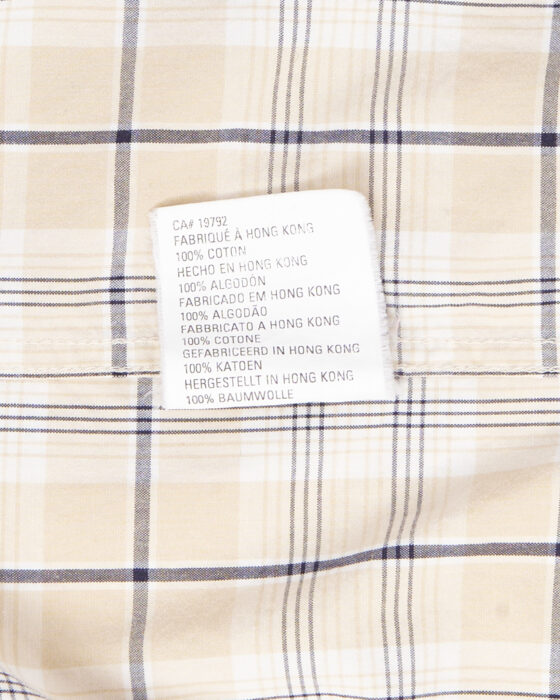 CA# 19792
FABRIQUÉ À HONG KONG
100% COTON
HECHO EN HONG KONG
100% ALGODÓN
FABRICADO EM HONG KONG
100% ALGODÃO
FABBRICATO A HONG KONG
100% COTONE
GEFABRICEERD IN HONG KONG
100% KATOEN
HERGESTELLT IN HONG KONG
100% BAUMWOLLE